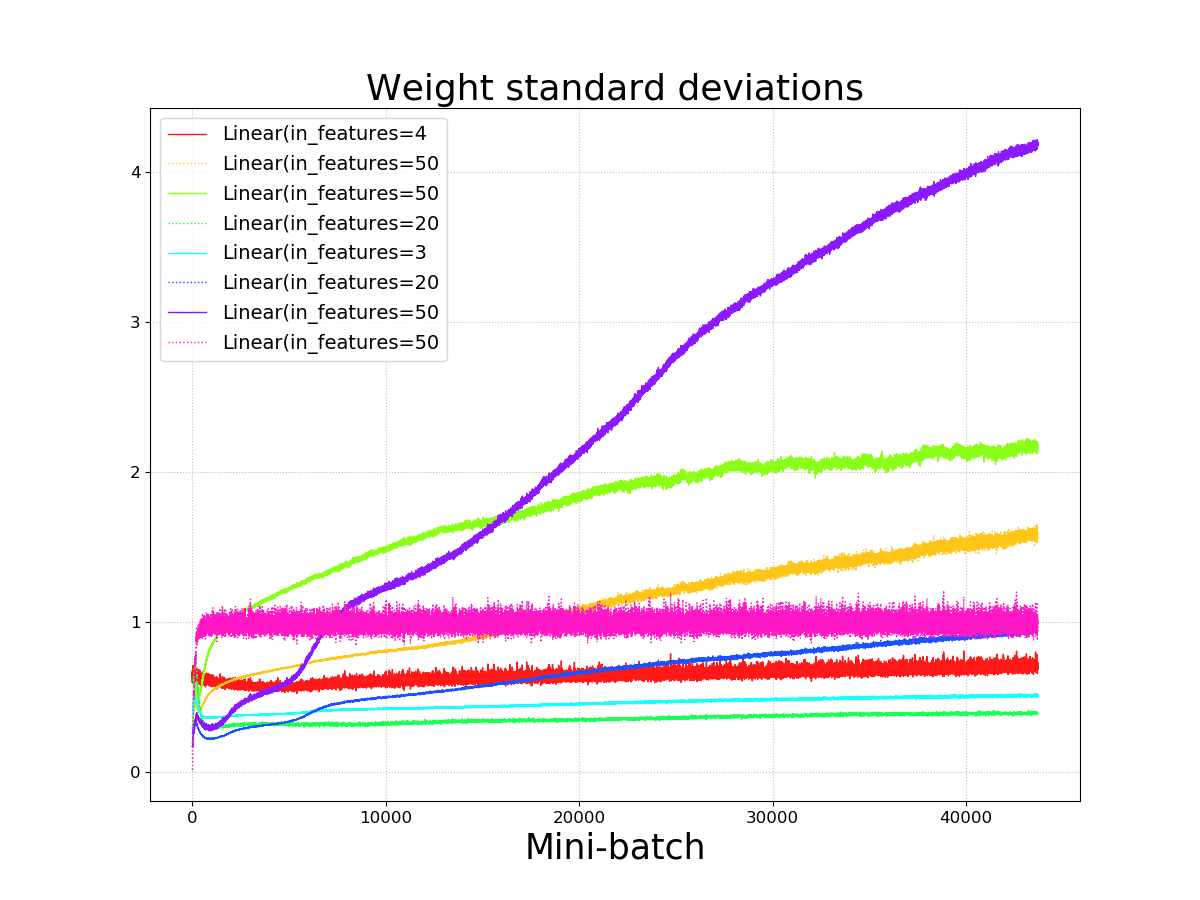 Weight standard deviations
Linear(in_features=4
Linear(in_features=50
Linear(in_features=50
Linear(in_features=20
Linear(in_features=3
Linear(in_features=20
Linear(in_features=50
Linear(in_features=50
4
3
2
1
0
0 10000 20000 30000 40000
Mini-batch